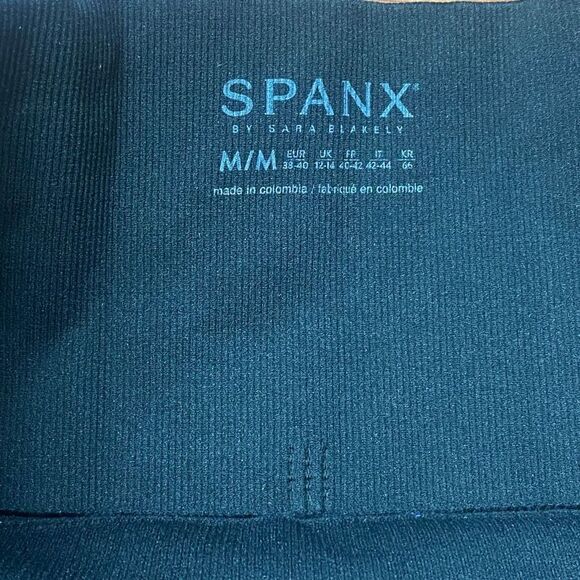 SPANX®
BY SARA BLAKELY
M/M EUR UK FR IT KR
38-40 12-14 40-42 42-44 66
made in colombia / fabriqué en colombie